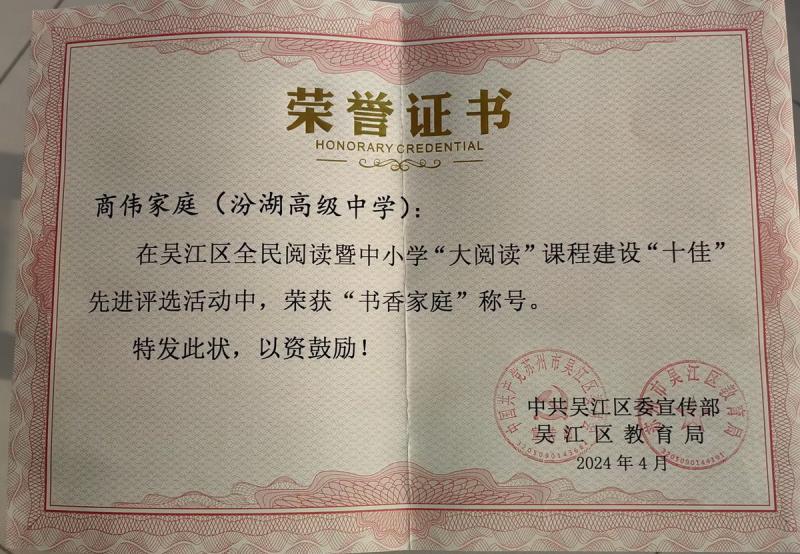 荣誉证书
HONORARY CREDENTIAL
商伟家庭（汾湖高级中学）：
在吴江区全民阅读暨中小学“大阅读”课程建设“十佳”
先进评选活动中，荣获“书香家庭”称号。
特发此状，以资鼓励！
中共吴江区委宣传部
吴江区教育局
2024年4月